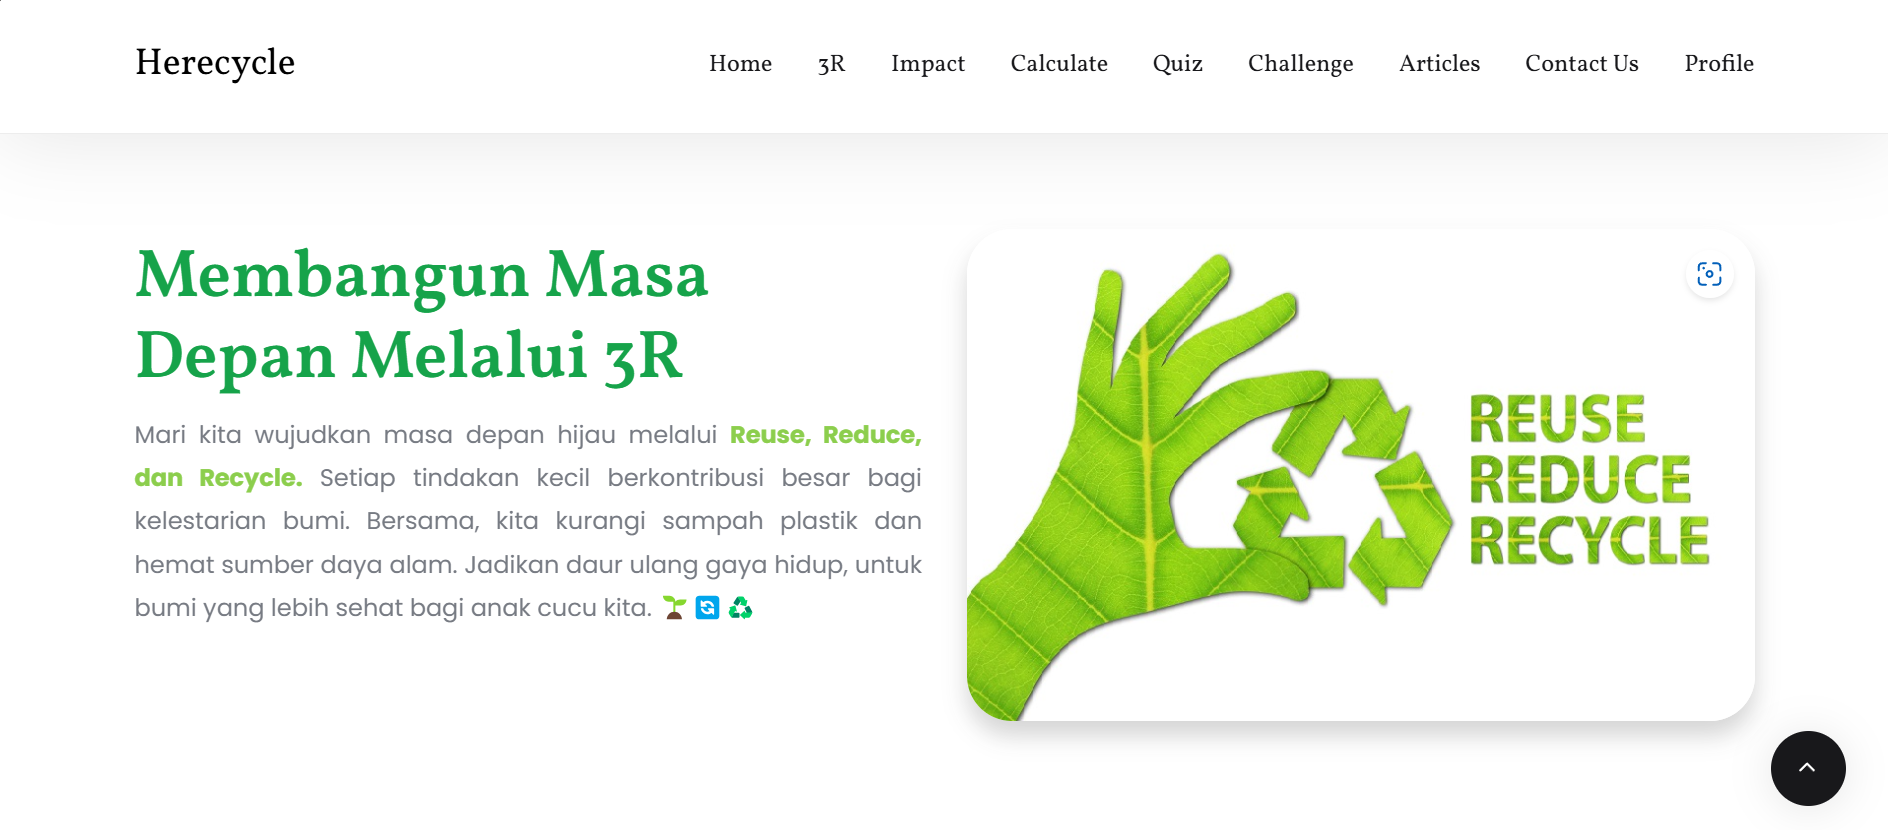 Herecycle
Home 3R Impact Calculate Quiz Challenge Articles Contact Us Profile
Membangun Masa
Depan Melalui 3R
Mari kita wujudkan masa depan hijau melalui Reuse, Reduce,
dan Recycle. Setiap tindakan kecil berkontribusi besar bagi
kelestarian bumi. Bersama, kita kurangi sampah plastik dan
hemat sumber daya alam. Jadikan daur ulang gaya hidup, untuk
bumi yang lebih sehat bagi anak cucu kita. 🌱 🔄 ♻️
REUSE
REDUCE
RECYCLE